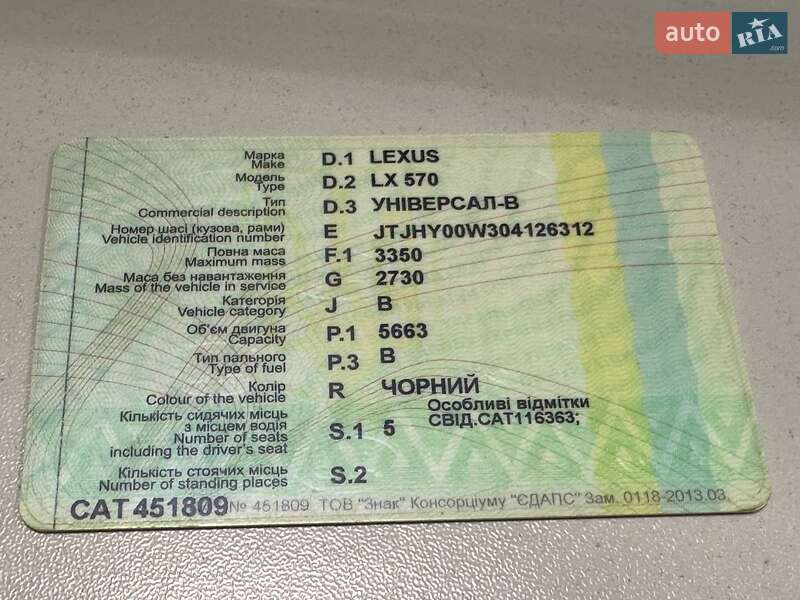 auto RIA .com
Марка
Make D.1 LEXUS
Модель
Type D.2 LX 570
Тип
Commercial description D.3 УНІВЕРСАЛ-В
Номер шасі (кузова, рами)
Vehicle identification number E JTJHY00W304126312
Повна маса
Maximum mass F.1 3350
Маса без навантаження
Mass of the vehicle in service G 2730
Категорія
Vehicle category J B
Об'єм двигуна
Capacity P.1 5663
Тип пального
Type of fuel P.3 B
Колір
Colour of the vehicle R ЧОРНИЙ
Особливі відмітки
СВІД.САТ116363;
Кількість сидячих місць
з місцем водія
Number of seats
including the driver's seat S.1 5
Кількість стоячих місць
Number of standing places S.2
САТ 451809 № 451809 ТОВ "Знак" Консорціуму "ЄДАПС" Зам. 0118-2013.03.